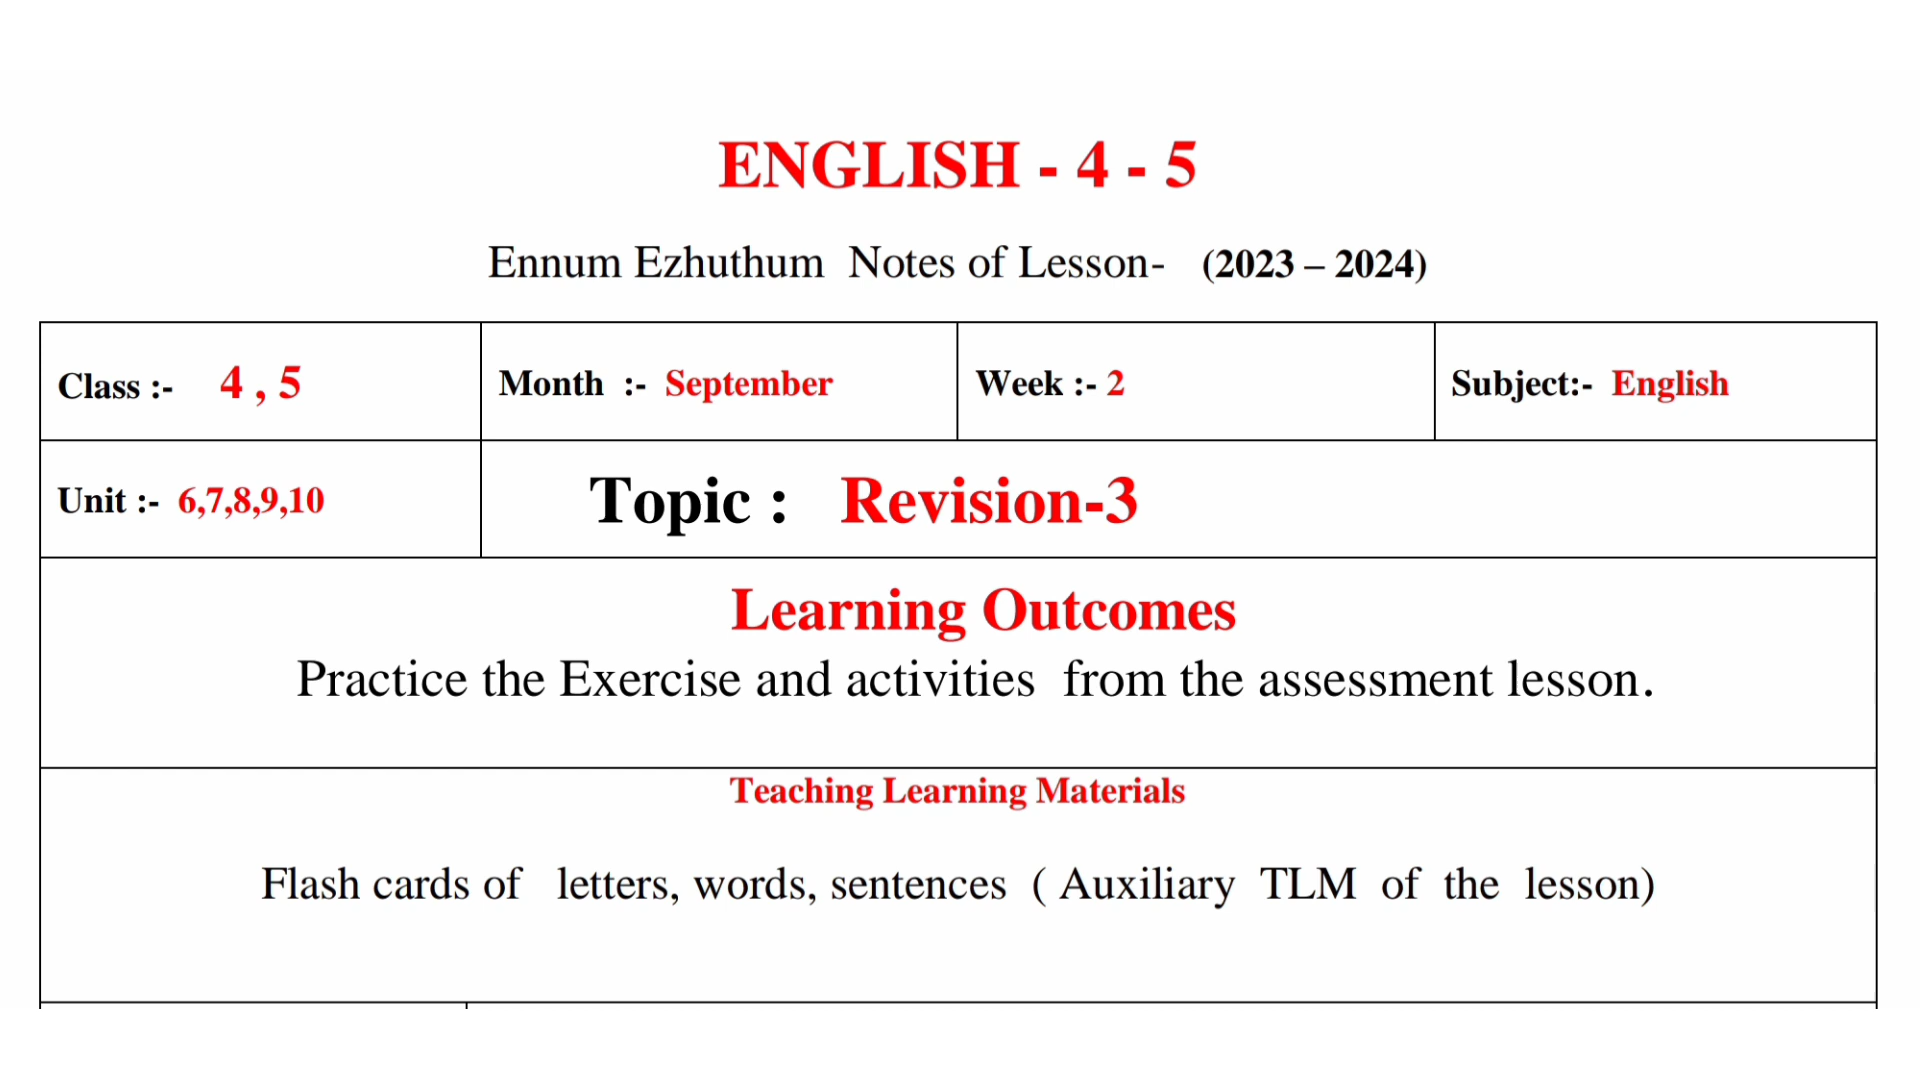 ENGLISH - 4 - 5
Ennum Ezhuthum Notes of Lesson- (2023 – 2024)
Class :- 4 , 5
Month :- September
Week :- 2
Subject:- English
Unit :- 6,7,8,9,10
Topic : Revision-3
Learning Outcomes
Practice the Exercise and activities from the assessment lesson.
Teaching Learning Materials
Flash cards of letters, words, sentences ( Auxiliary TLM of the lesson)